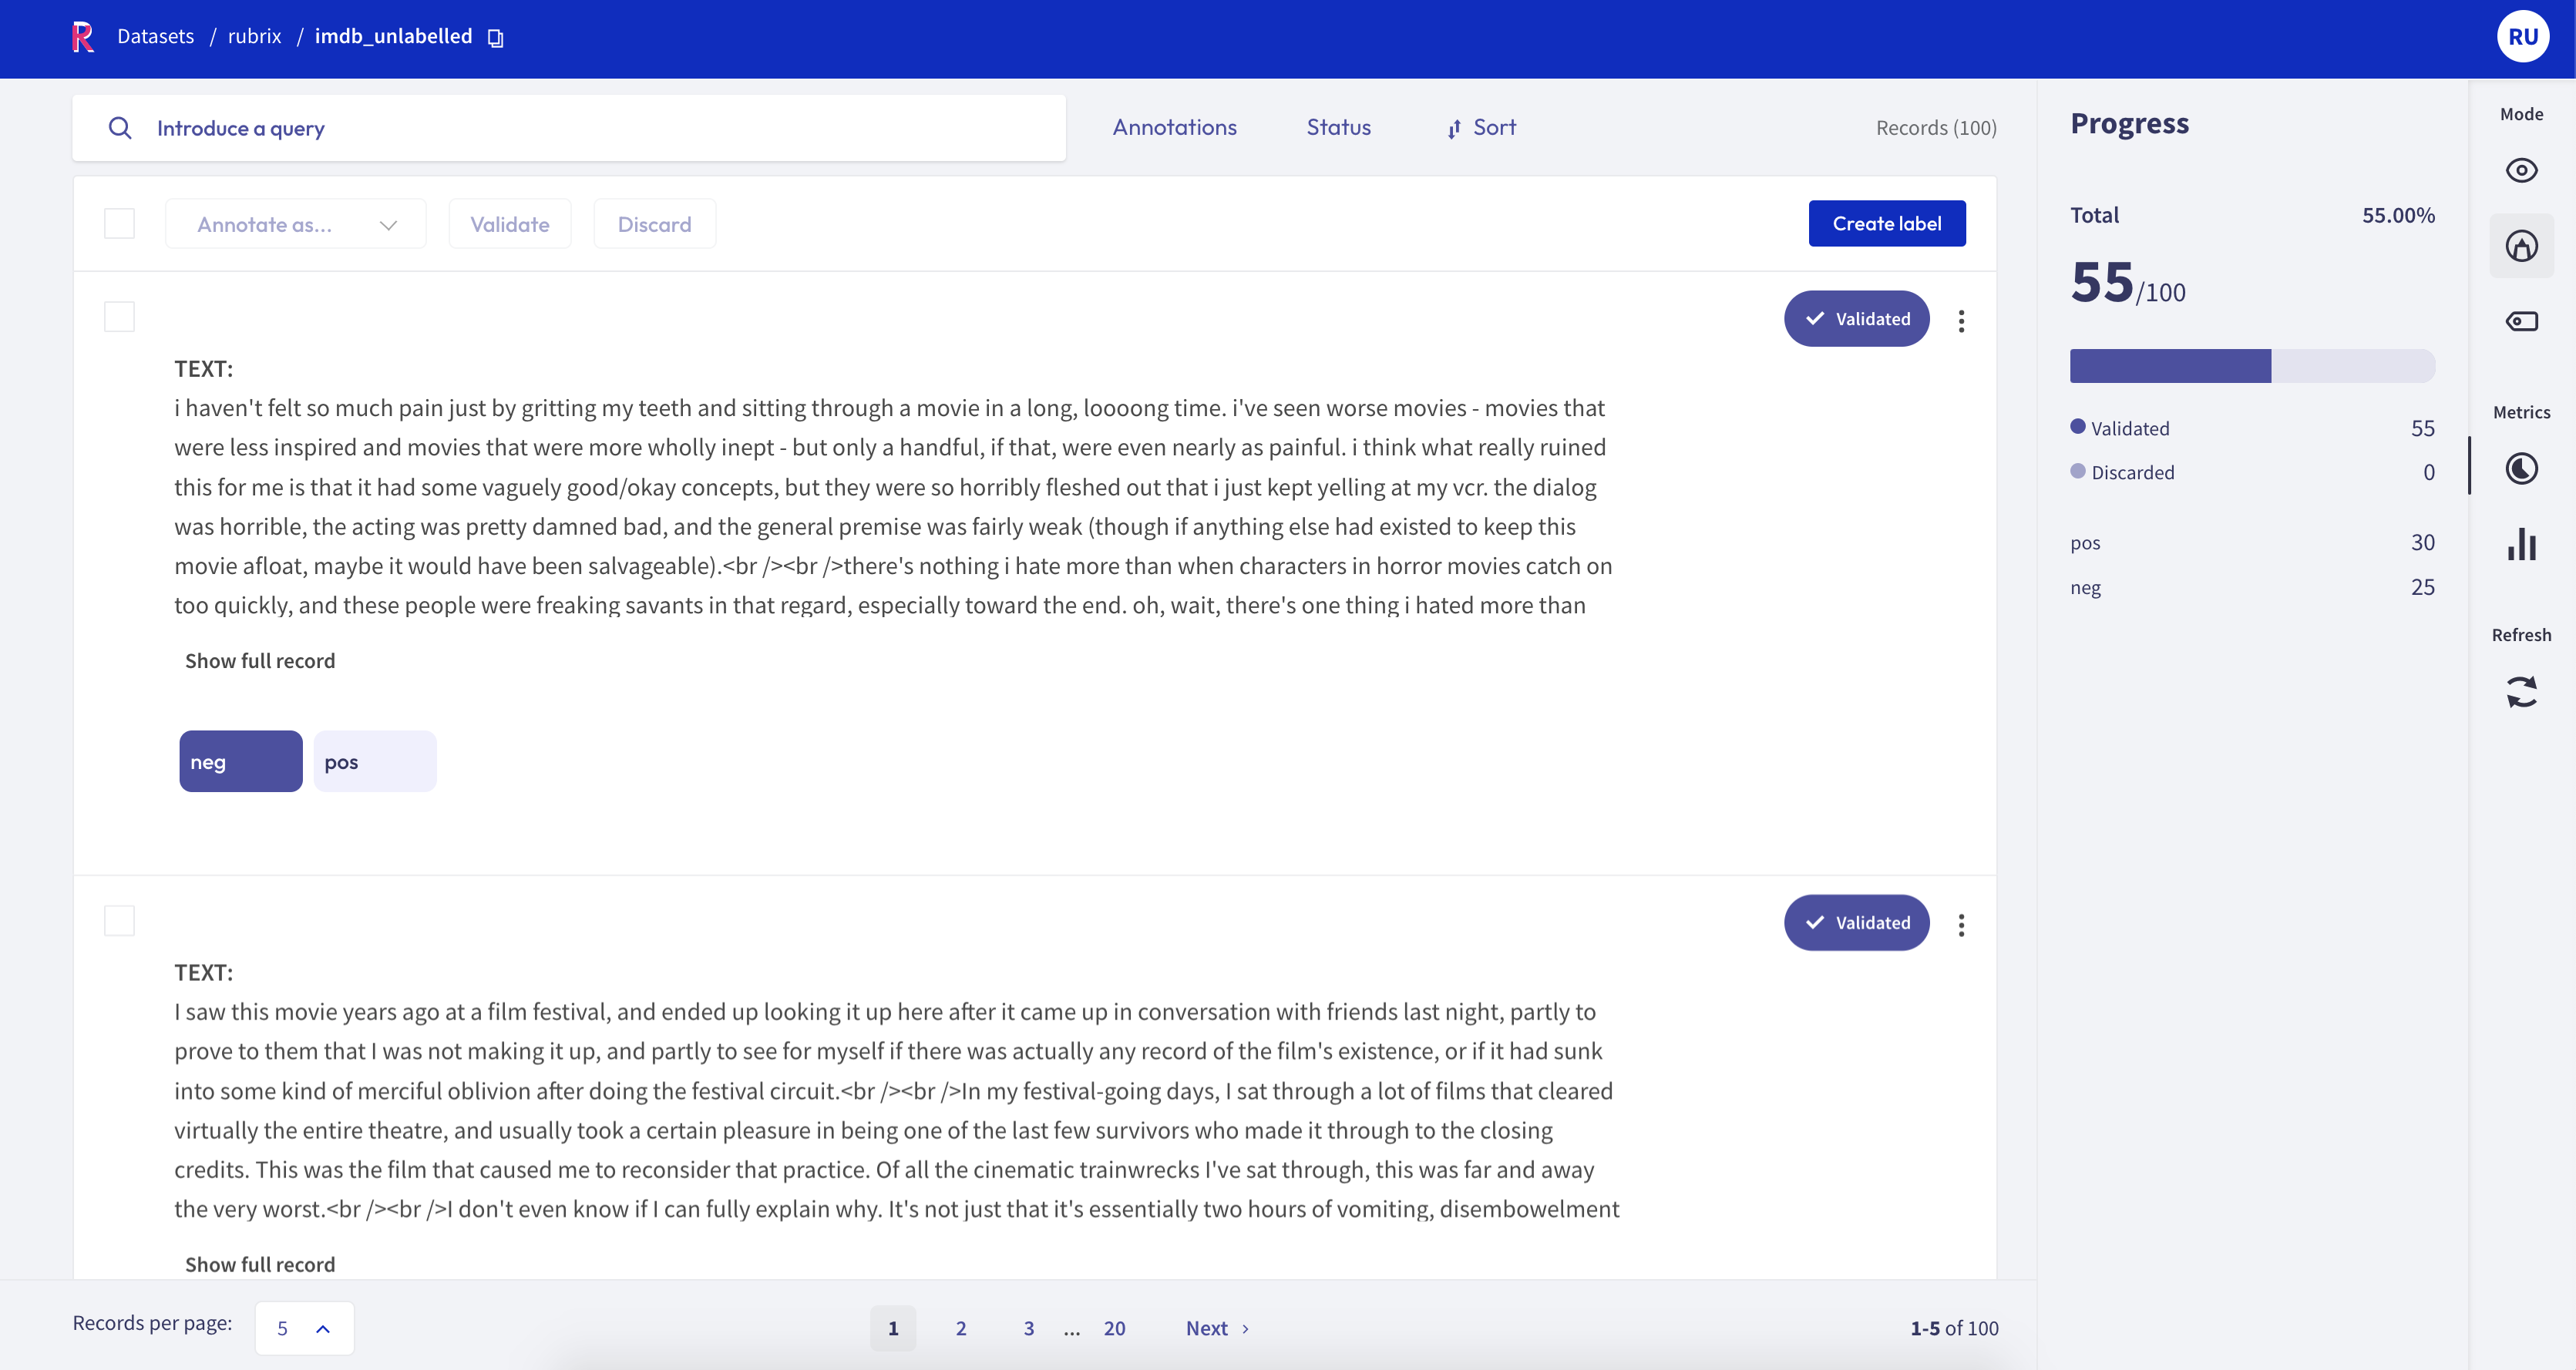 R Datasets / rubrix / imdb_unlabelled
RU
Introduce a query
Annotations Status Sort Records (100)
Annotate as... Validate Discard Create label
Validated
TEXT:
i haven't felt so much pain just by gritting my teeth and sitting through a movie in a long, loooong time. i've seen worse movies - movies that
were less inspired and movies that were more wholly inept - but only a handful, if that, were even nearly as painful. i think what really ruined
this for me is that it had some vaguely good/okay concepts, but they were so horribly fleshed out that i just kept yelling at my vcr. the dialog
was horrible, the acting was pretty damned bad, and the general premise was fairly weak (though if anything else had existed to keep this
movie afloat, maybe it would have been salvageable).<br /><br />there's nothing i hate more than when characters in horror movies catch on
too quickly, and these people were freaking savants in that regard, especially toward the end. oh, wait, there's one thing i hated more than
Show full record
neg pos
Validated
TEXT:
I saw this movie years ago at a film festival, and ended up looking it up here after it came up in conversation with friends last night, partly to
prove to them that I was not making it up, and partly to see for myself if there was actually any record of the film's existence, or if it had sunk
into some kind of merciful oblivion after doing the festival circuit.<br /><br />In my festival-going days, I sat through a lot of films that cleared
virtually the entire theatre, and usually took a certain pleasure in being one of the last few survivors who made it through to the closing
credits. This was the film that caused me to reconsider that practice. Of all the cinematic trainwrecks I've sat through, this was far and away
the very worst.<br /><br />I don't even know if I can fully explain why. It's not just that it's essentially two hours of vomiting, disembowelment
Show full record
Records per page: 5
1 2 3 ... 20 Next >
1-5 of 100
Progress
Total 55.00%
55/100
Validated 55
Discarded 0
pos 30
neg 25
Mode
Metrics
Refresh